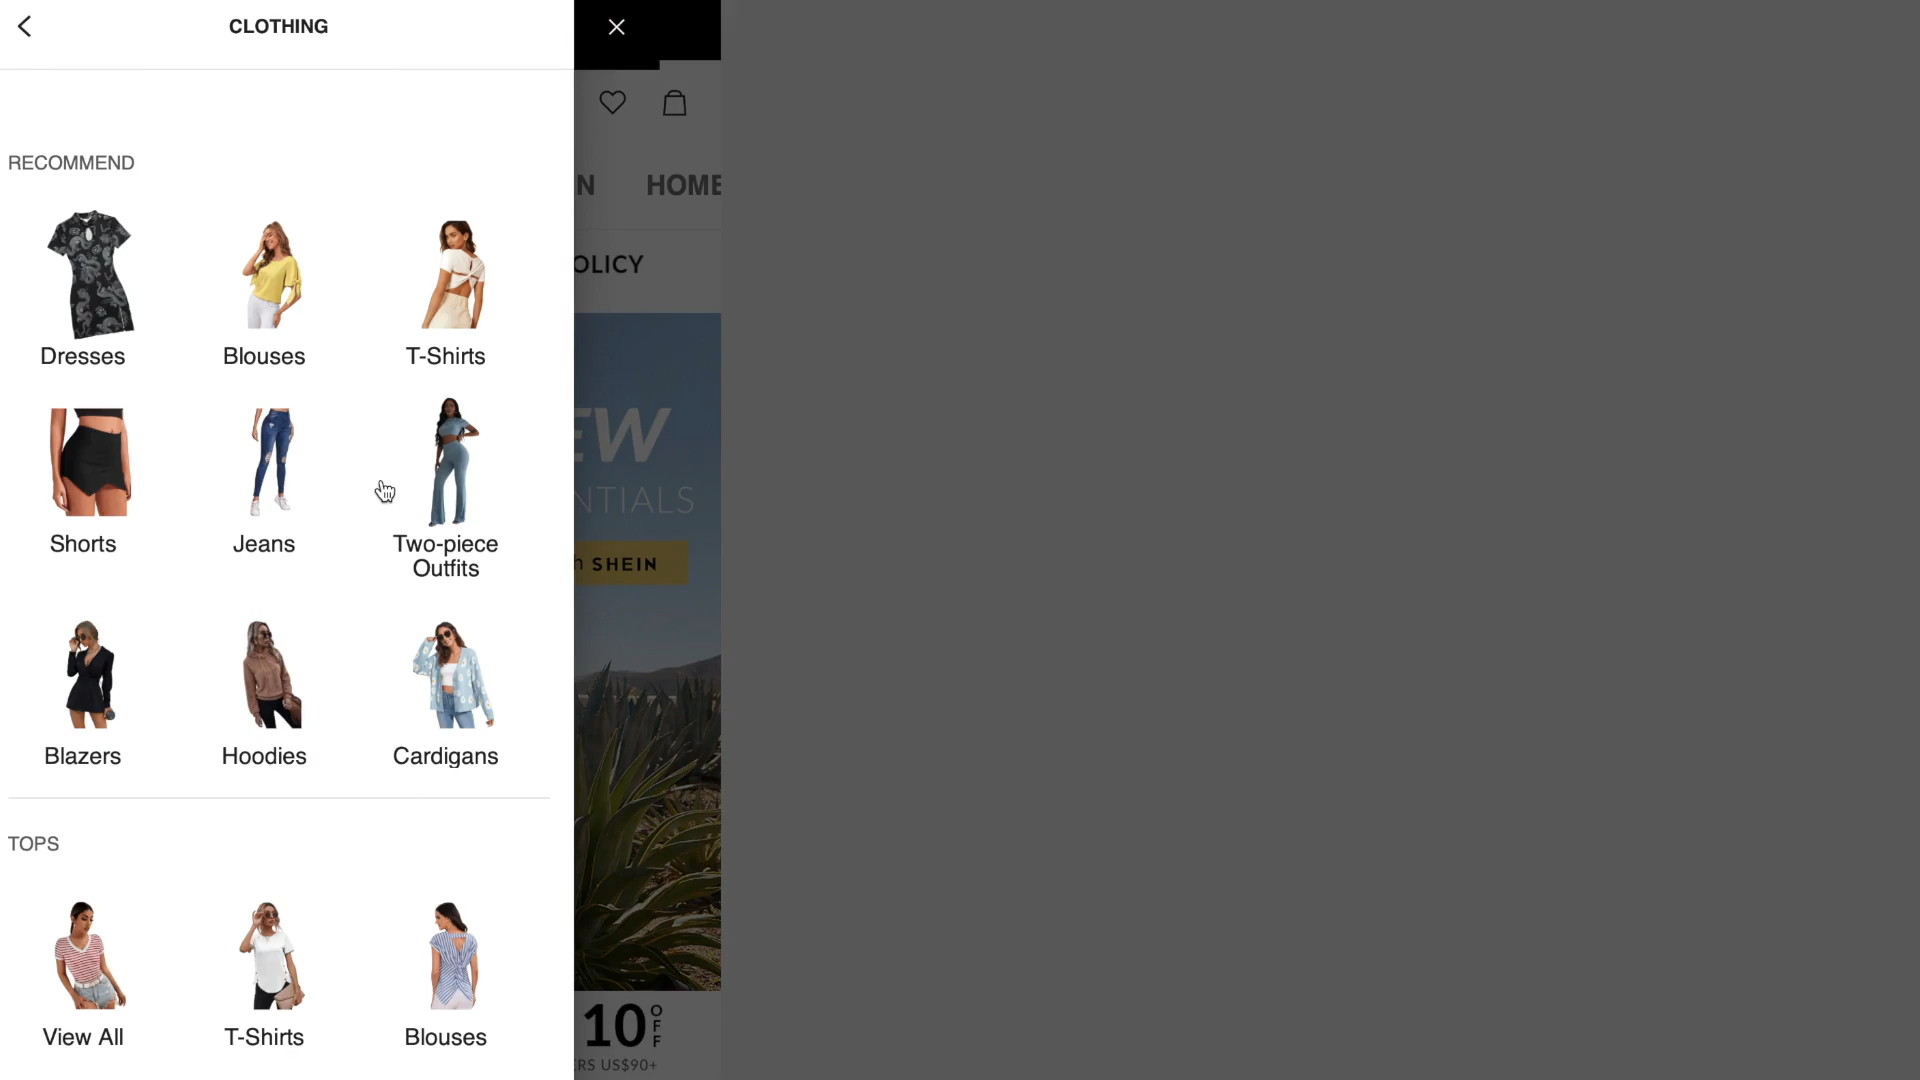 CLOTHING
RECOMMEND
Dresses
Blouses
T-Shirts
Shorts
Jeans
Two-piece
Outfits
Blazers
Hoodies
Cardigans
TOPS
View All
T-Shirts
Blouses
N
HOME
OLICY
EW
NTIALS
h SHEIN
10 OFF
ERS US$90+